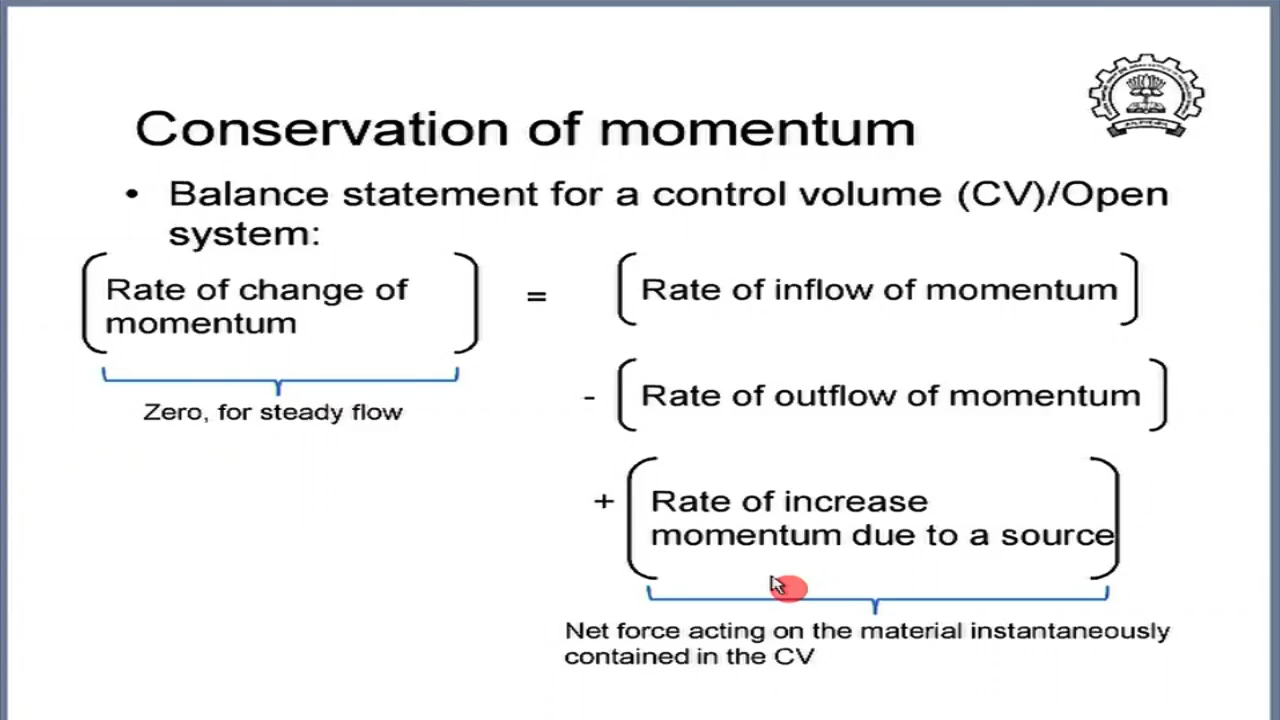 Conservation of momentum
• Balance statement for a control volume (CV)/Open
system:
Rate of change of
momentum
=
Rate of inflow of momentum
Zero, for steady flow
-
Rate of outflow of momentum
+
Rate of increase
momentum due to a source
Net force acting on the material instantaneously
contained in the CV